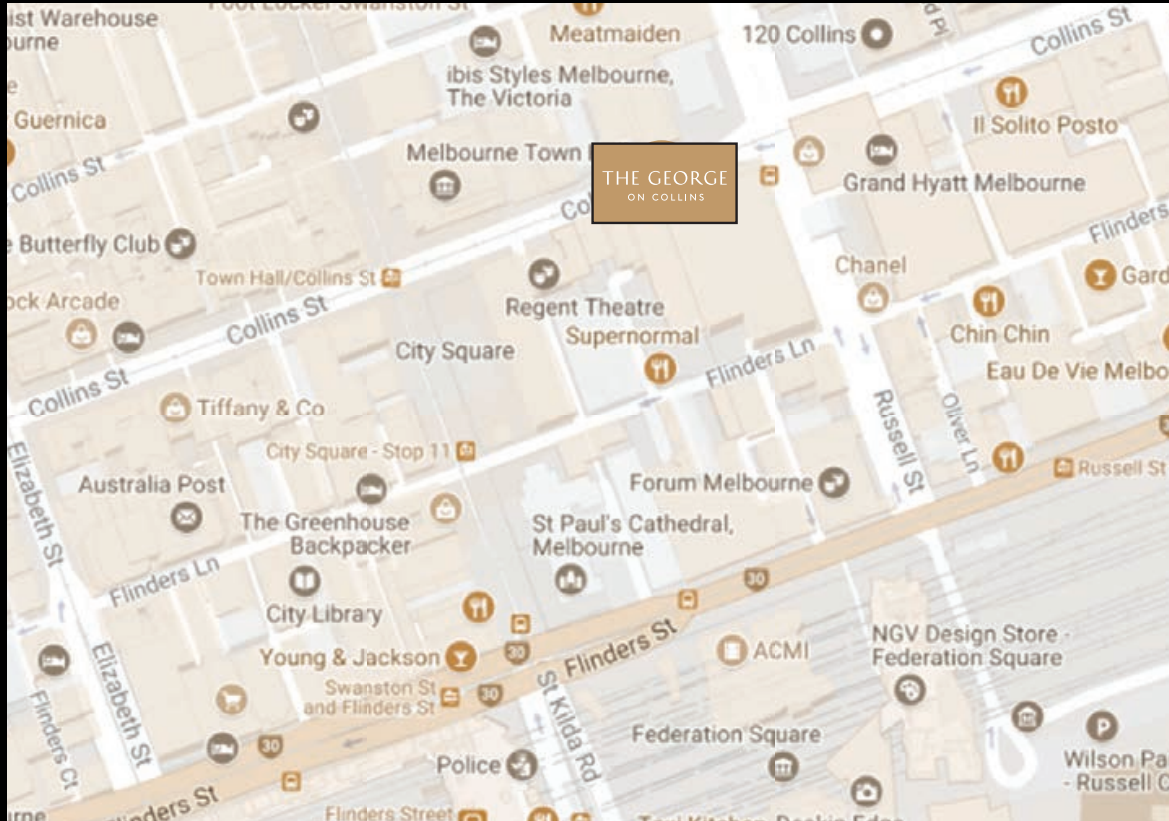 Foot Locker Swanston St
ist Warehouse
ourne
Meatmaiden
120 Collins
d Pl
Collins St
ibis Styles Melbourne,
The Victoria
e
Guernica
Il Solito Posto
Melbourne Town
THE GEORGE
ON COLLINS
Grand Hyatt Melbourne
Collins St
Co
Flinders
e Butterfly Club
Town Hall/Collins St
Chanel
Gard
ock Arcade
Regent Theatre
Collins St
Supernormal
Chin Chin
City Square
Flinders Ln
Eau De Vie Melbo
Collins St
Tiffany & Co
Russell St
Oliver Ln
City Square - Stop 11
Russell St
Elizabeth St
Australia Post
Forum Melbourne
The Greenhouse
Backpacker
St Paul's Cathedral,
Melbourne
Flinders Ln
30
City Library
Flinders St
ACMI
NGV Design Store -
Federation Square
Young & Jackson
30
Elizabeth St
Swanston St
and Flinders St
30
St Kilda Rd
Flinders Ct
Federation Square
30
P
Police
Wilson Pa
- Russell C
urne
inders St
Flinders Street
Deakin Edge